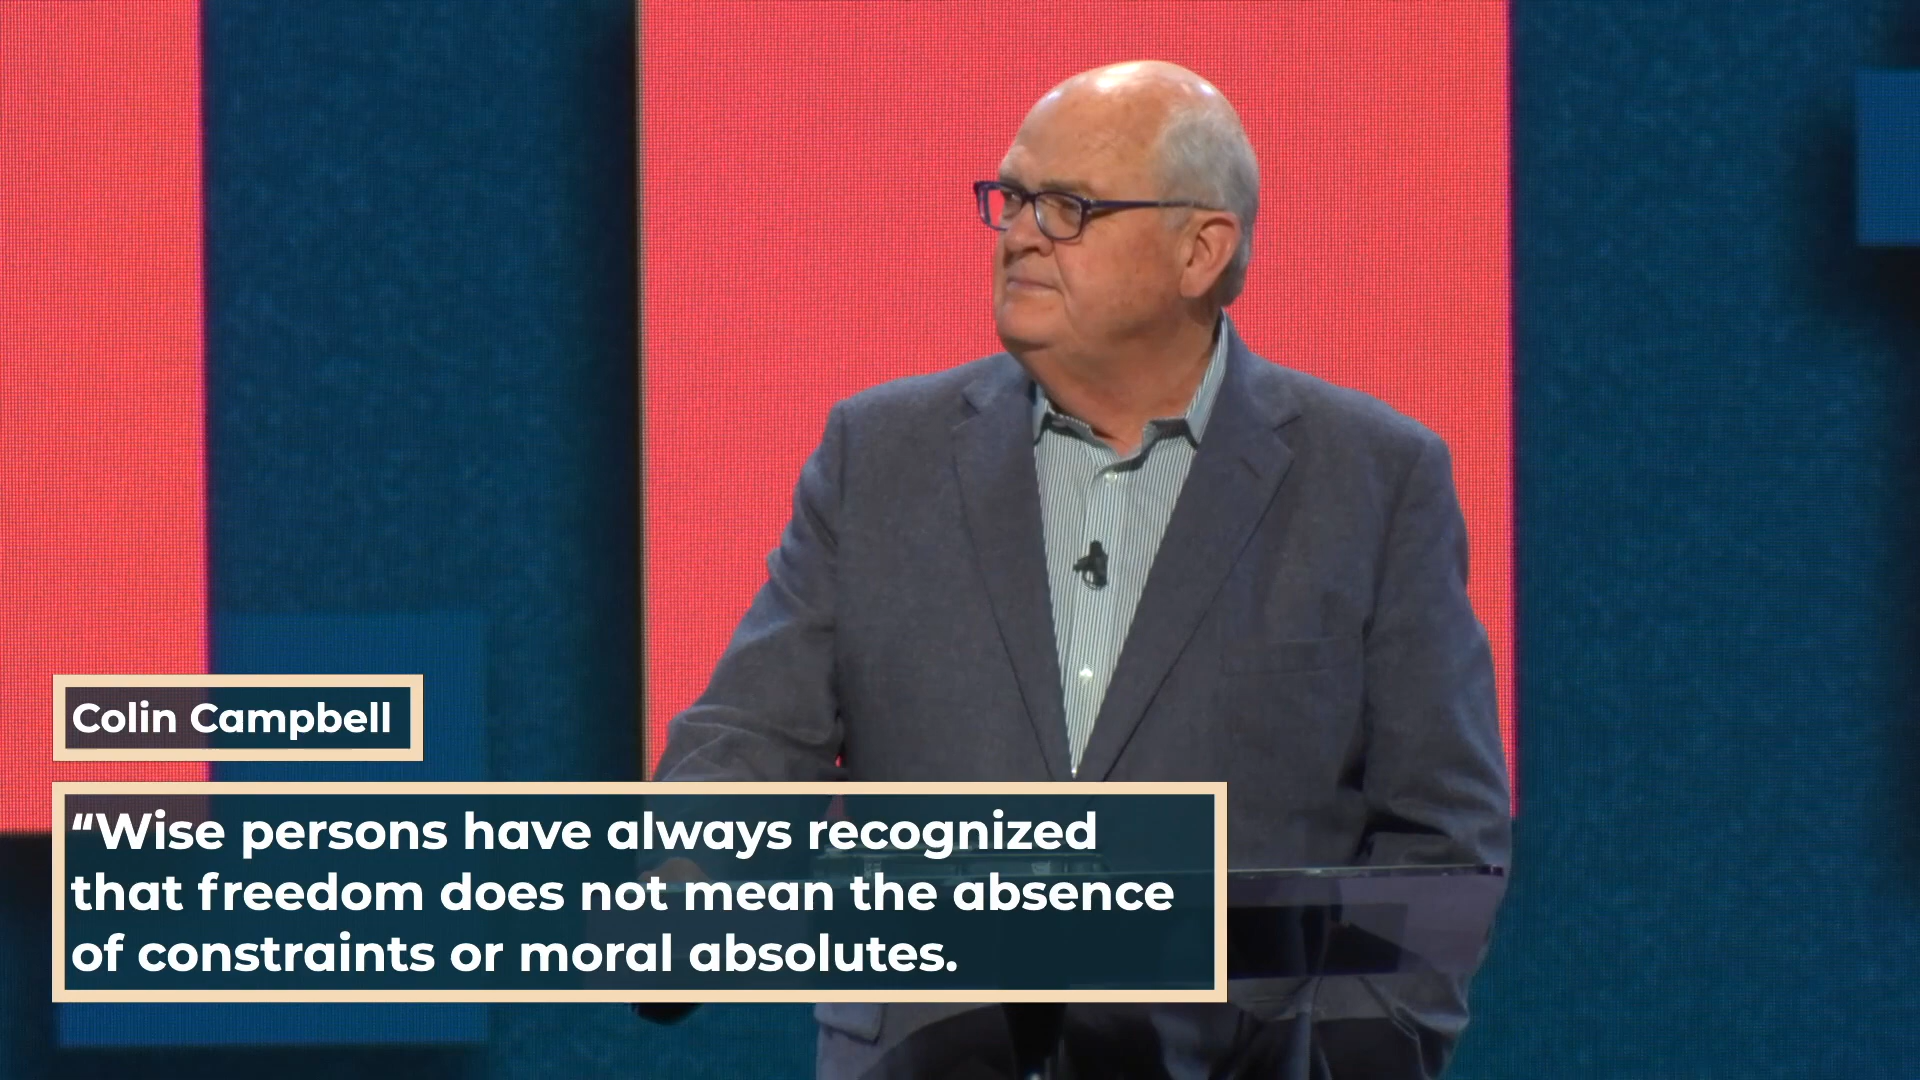 Colin Campbell
“Wise persons have always recognized
that freedom does not mean the absence
of constraints or moral absolutes.